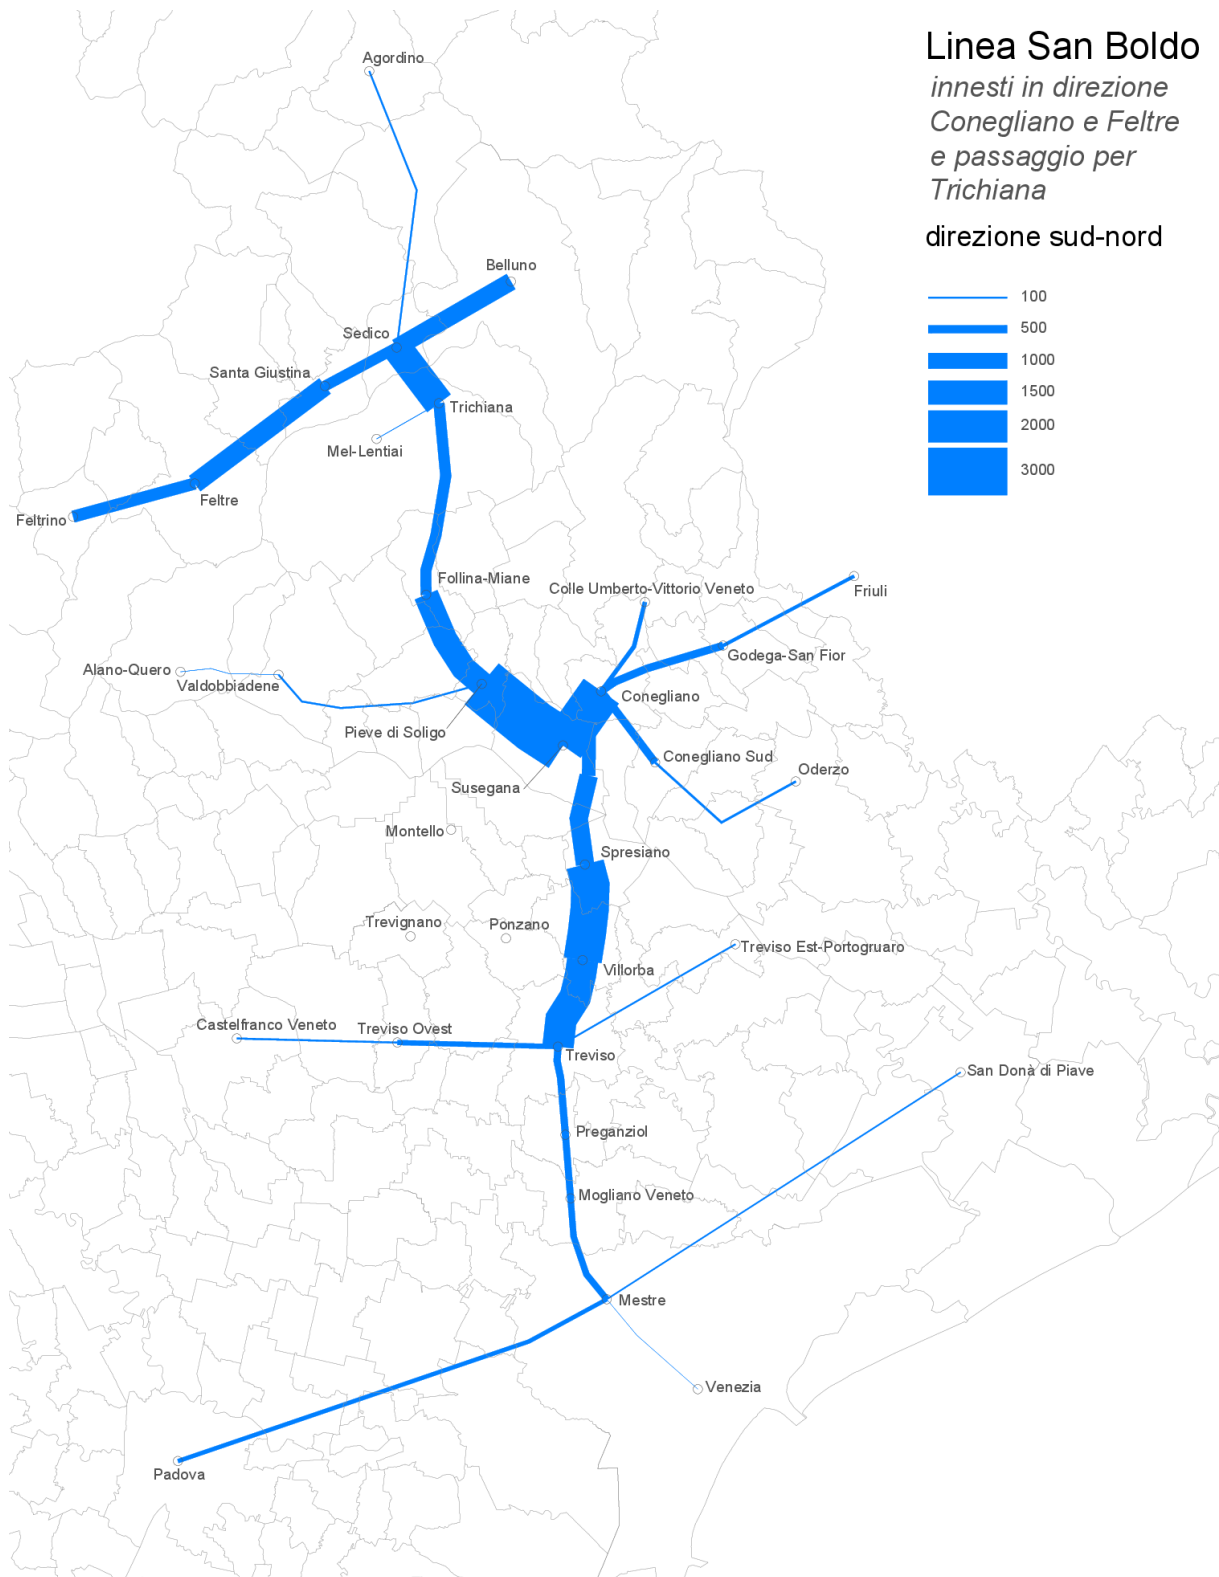 Linea San Boldo
innesti in direzione
Conegliano e Feltre
e passaggio per
Trichiana
direzione sud-nord
100
500
1000
1500
2000
3000
Agordino
Belluno
Sedico
Santa Giustina
Trichiana
Mel-Lentiai
Feltre
Feltrino
Follina-Miane
Colle Umberto-Vittorio Veneto
Friuli
Godega-San Fior
Alano-Quero
Valdobbiadene
Conegliano
Pieve di Soligo
Conegliano Sud
Oderzo
Susegana
Montello
Spresiano
Trevignano
Ponzano
Treviso Est-Portogruaro
Villorba
Castelfranco Veneto
Treviso Ovest
Treviso
San Donà di Piave
Preganziol
Mogliano Veneto
Mestre
Venezia
Padova